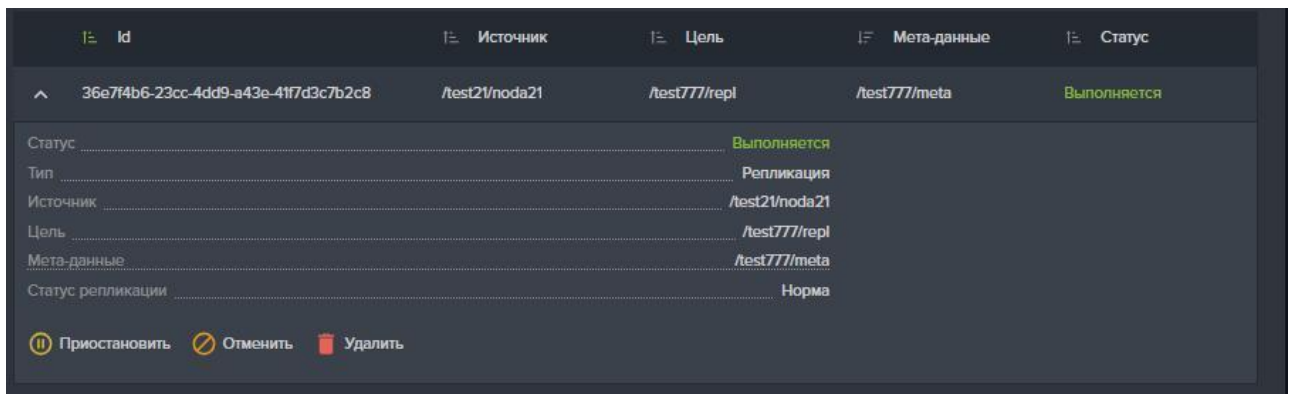 Id Источник Цель Мета-данные Статус
36e7f4b6-23cc-4dd9-a43e-41f7d3c7b2c8 /test21/noda21 /test777/repl /test777/meta Выполняется
Статус Выполняется
Тип Репликация
Источник /test21/noda21
Цель /test777/repl
Мета-данные /test777/meta
Статус репликации Норма
Приостановить Отменить Удалить